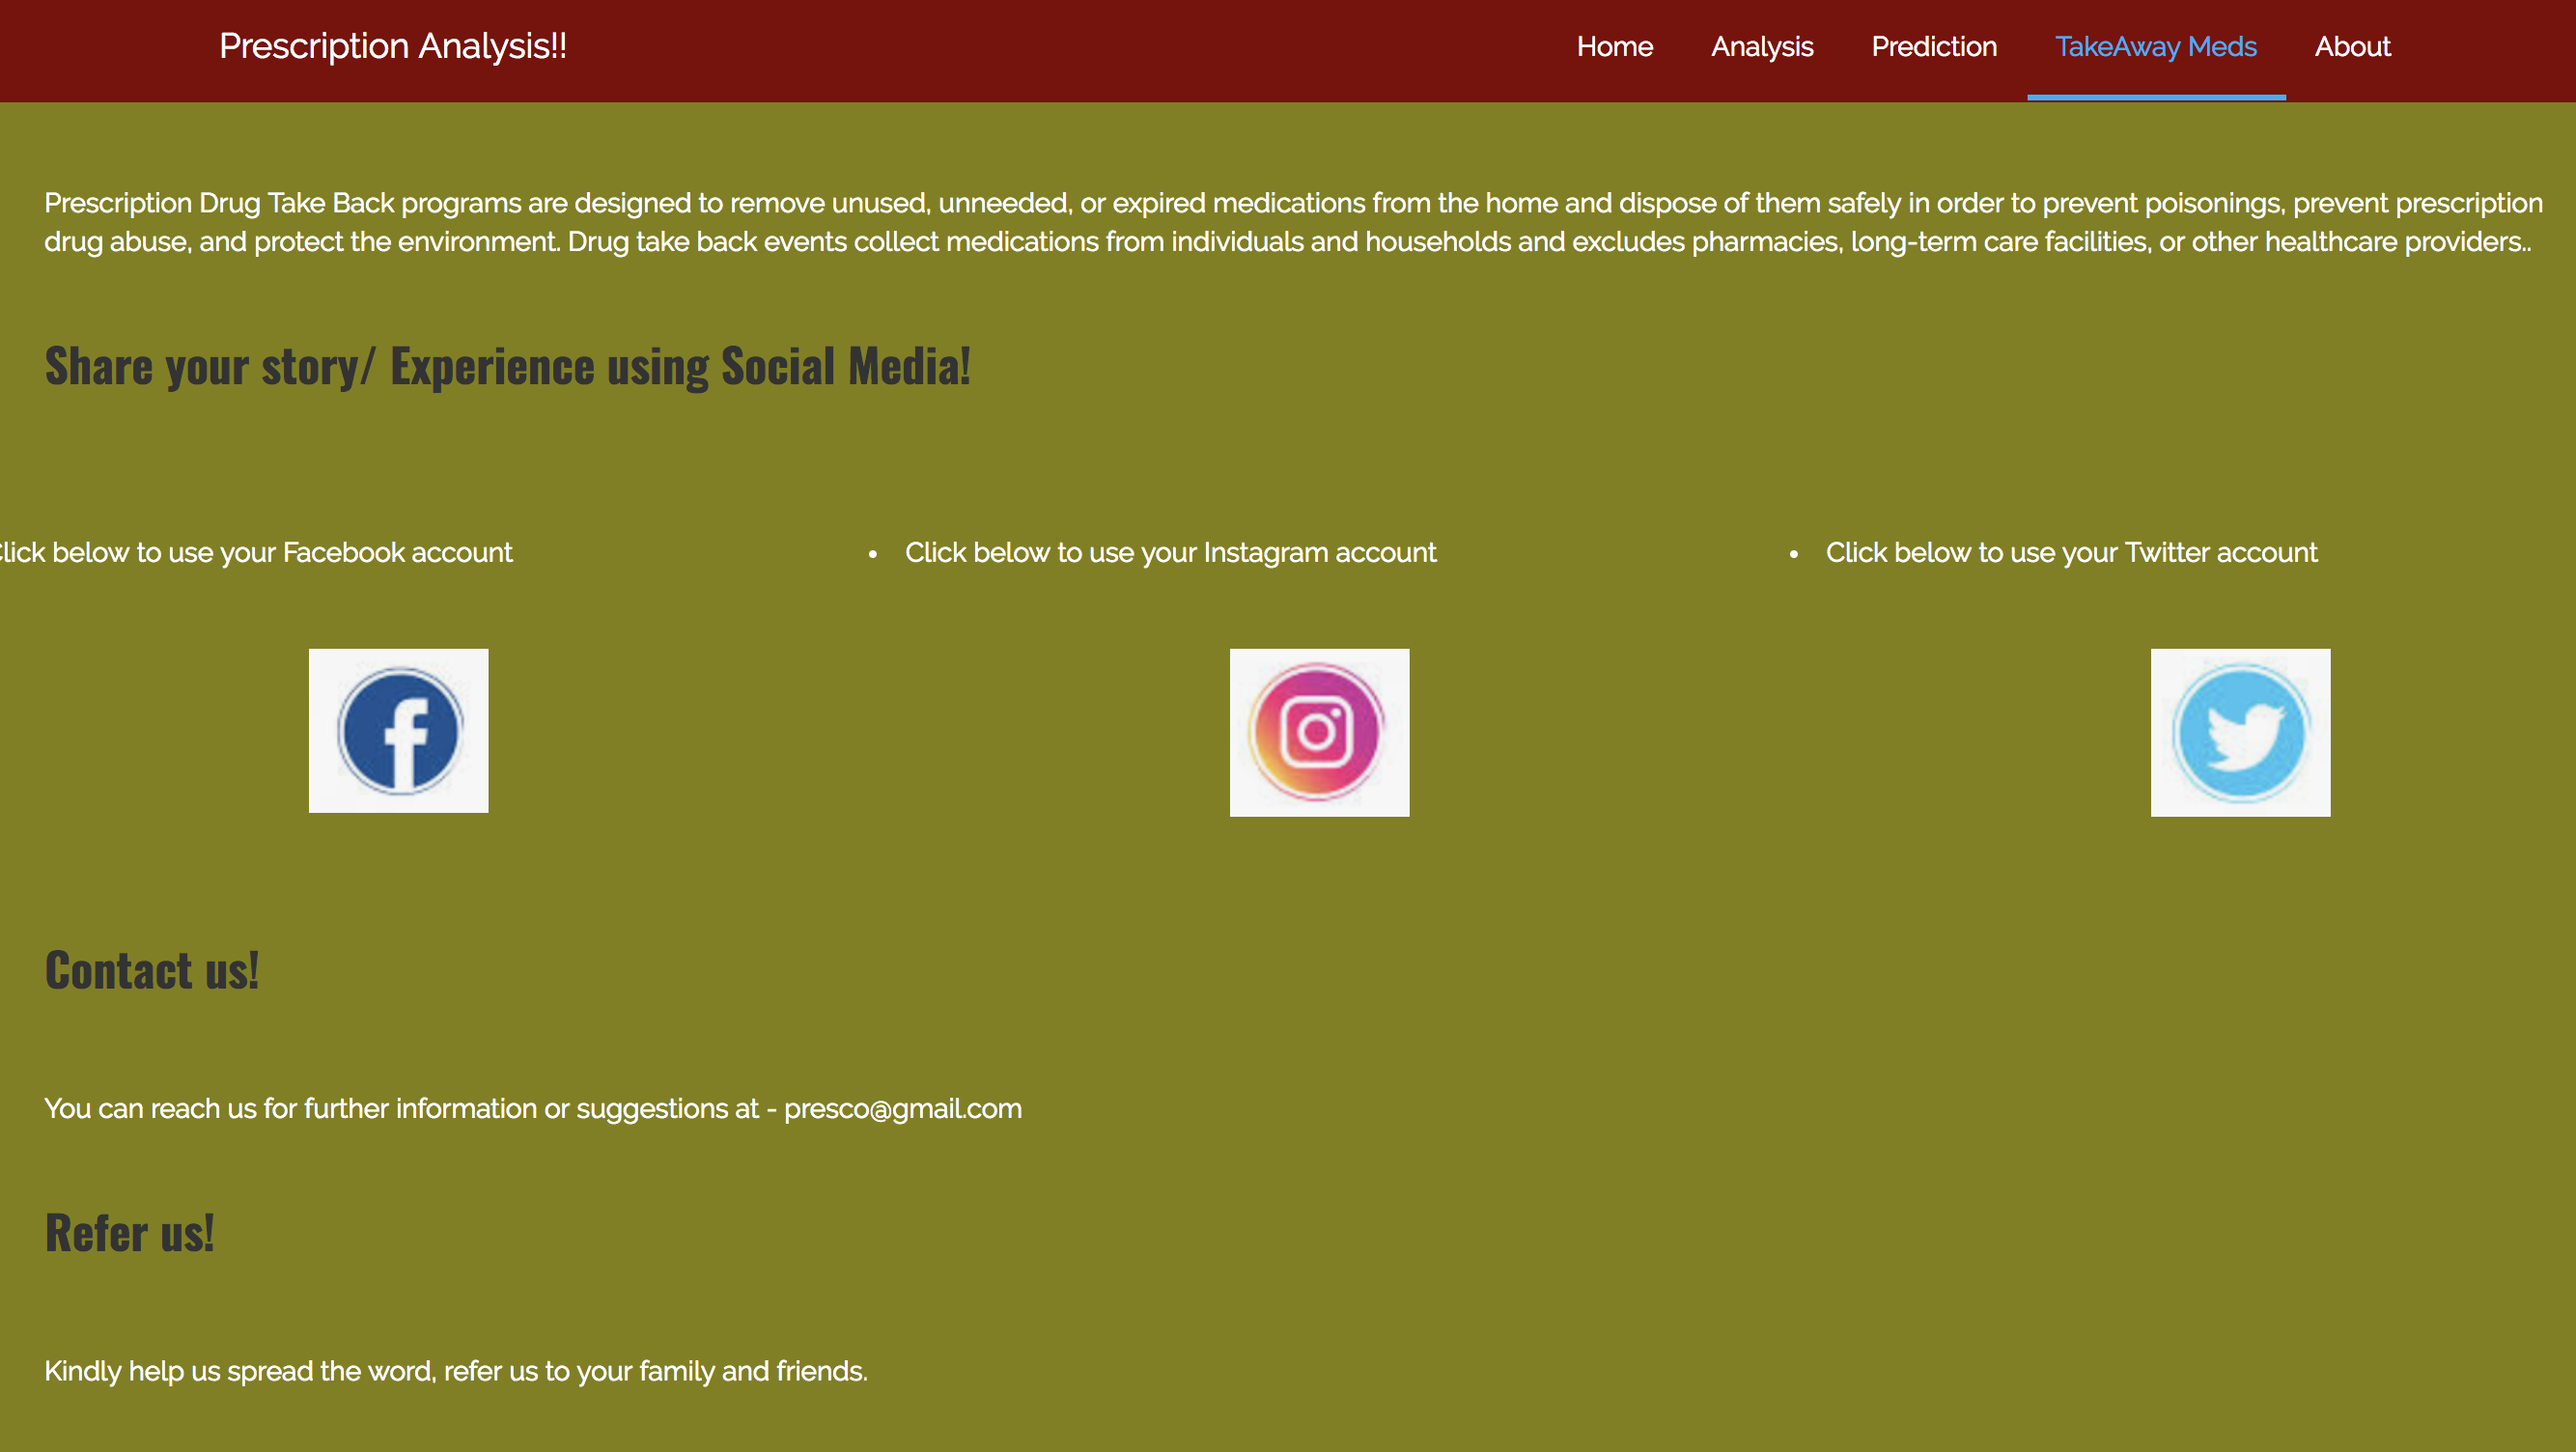 Prescription Analysis!!
Home Analysis Prediction TakeAway Meds About
Prescription Drug Take Back programs are designed to remove unused, unneeded, or expired medications from the home and dispose of them safely in order to prevent poisonings, prevent prescription
drug abuse, and protect the environment. Drug take back events collect medications from individuals and households and excludes pharmacies, long-term care facilities, or other healthcare providers..
Share your story/ Experience using Social Media!
lick below to use your Facebook account
• Click below to use your Instagram account
• Click below to use your Twitter account
Contact us!
You can reach us for further information or suggestions at - presco@gmail.com
Refer us!
Kindly help us spread the word, refer us to your family and friends.